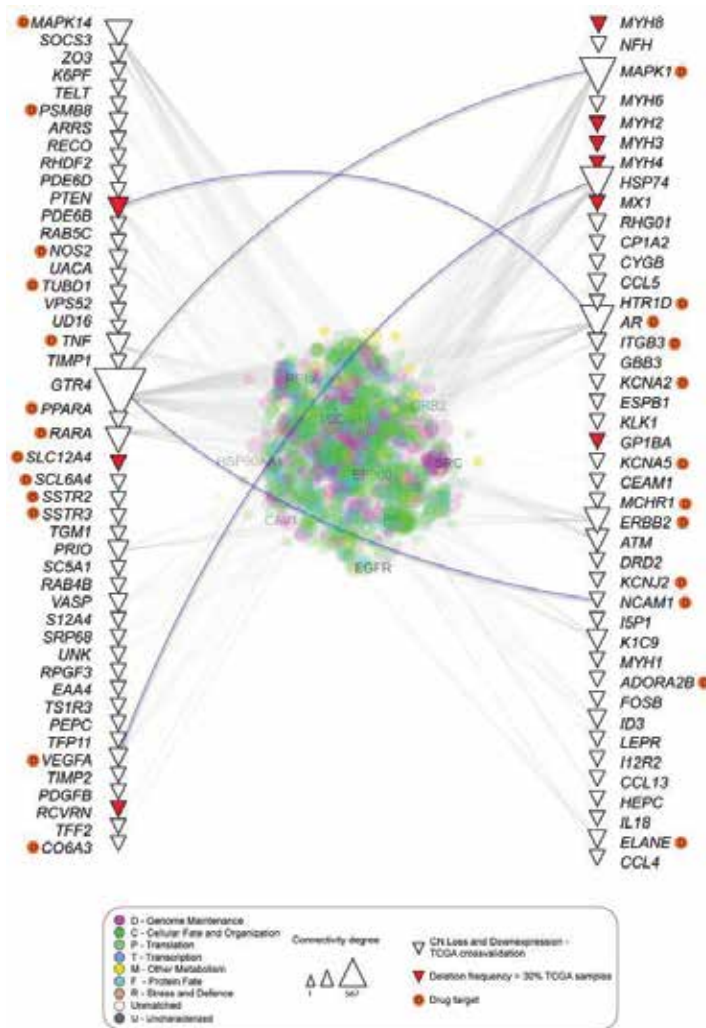 D MAPK14
SOCS3
ZO3
K6PF
TELT
D PSMB8
ARRS
RECO
RHDF2
PDE6D
PTEN
PDE6B
RAB5C
D NOS2
UACA
D TUBD1
VPS52
UD16
D TNF
TIMP1
GTR4
D PPARA
D RARA
D SLC12A4
D SCL6A4
D SSTR2
D SSTR3
TGM1
PRIO
SC5A1
RAB4B
VASP
S12A4
SRP68
UNK
RPGF3
EAA4
TS1R3
PEPC
TFP11
D VEGFA
TIMP2
PDGFB
RCVRN
TFF2
D CO6A3
GRB2
HSP90AA1
EP300
SRC
CAV1
EGFR
MYH8
NFH
MAPK1 D
MYH6
MYH2
MYH3
MYH4
HSP74
MX1
RHG01
CP1A2
CYGB
CCL5
HTR1D D
AR D
ITGB3 D
GBB3
KCNA2 D
ESPB1
KLK1
GP1BA
KCNA5 D
CEAM1
MCHR1 D
ERBB2 D
ATM
DRD2
KCNJ2 D
NCAM1 D
I5P1
K1C9
MYH1
ADORA2B D
FOSB
ID3
LEPR
I12R2
CCL13
HEPC
IL18
ELANE D
CCL4
D - Genome Maintenance
C - Cellular Fate and Organization
P - Translation
T - Transcription
M - Other Metabolism
F - Protein Fate
R - Stress and Defence
Unmatched
U - Uncharacterized
Connectivity degree
1 567
CN Loss and Downexpression -
TCGA crossvalidation
Deletion frequency = 30% TCGA samples
D Drug target